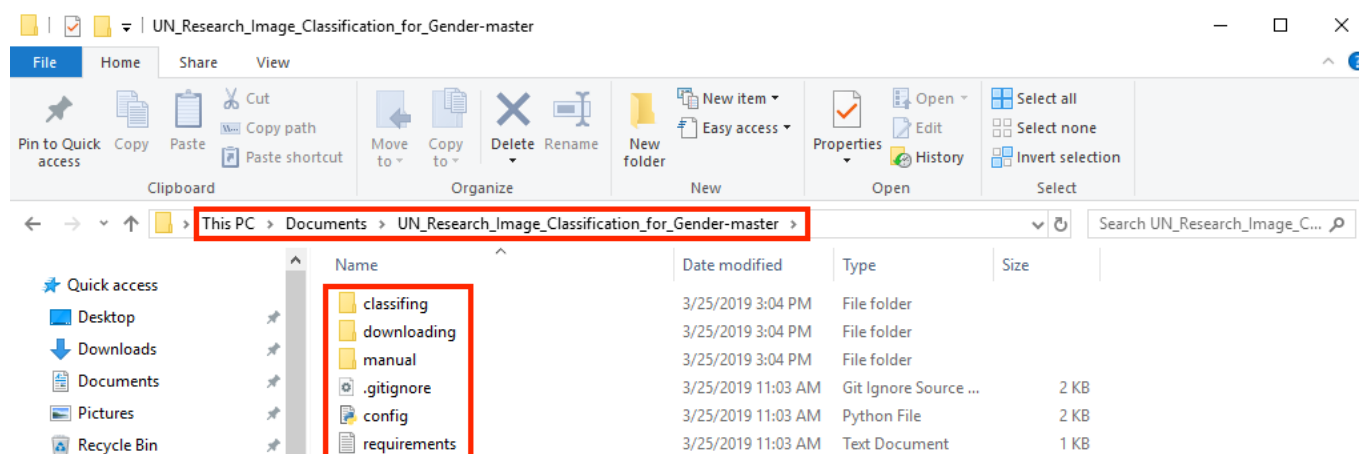 UN_Research_Image_Classification_for_Gender-master
File Home Share View
Pin to Quick access
Copy
Paste
Cut
Copy path
Paste shortcut
Clipboard
Move to
Copy to
Delete
Rename
Organize
New folder
New item
Easy access
New
Properties
Open
Edit
History
Open
Select all
Select none
Invert selection
Select
This PC > Documents > UN_Research_Image_Classification_for_Gender-master >
Search UN_Research_Image_C...
Quick access
Desktop
Downloads
Documents
Pictures
Recycle Bin
Name Date modified Type Size
classifing 3/25/2019 3:04 PM File folder
downloading 3/25/2019 3:04 PM File folder
manual 3/25/2019 3:04 PM File folder
.gitignore 3/25/2019 11:03 AM Git Ignore Source ... 2 KB
config 3/25/2019 11:03 AM Python File 2 KB
requirements 3/25/2019 11:03 AM Text Document 1 KB